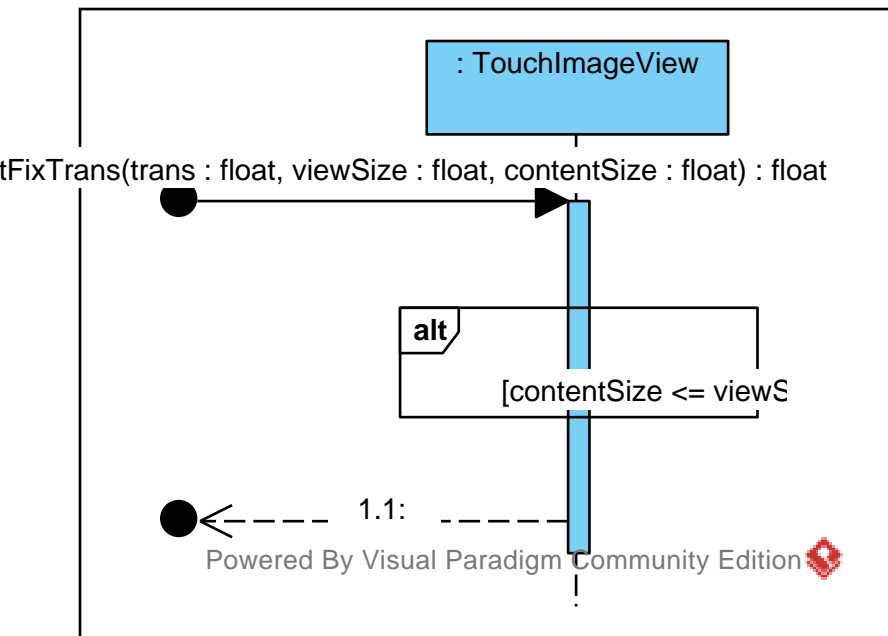 : TouchImageView
tFixTrans(trans : float, viewSize : float, contentSize : float) : float
alt
[contentSize <= viewS
1.1:
Powered By Visual Paradigm Community Edition